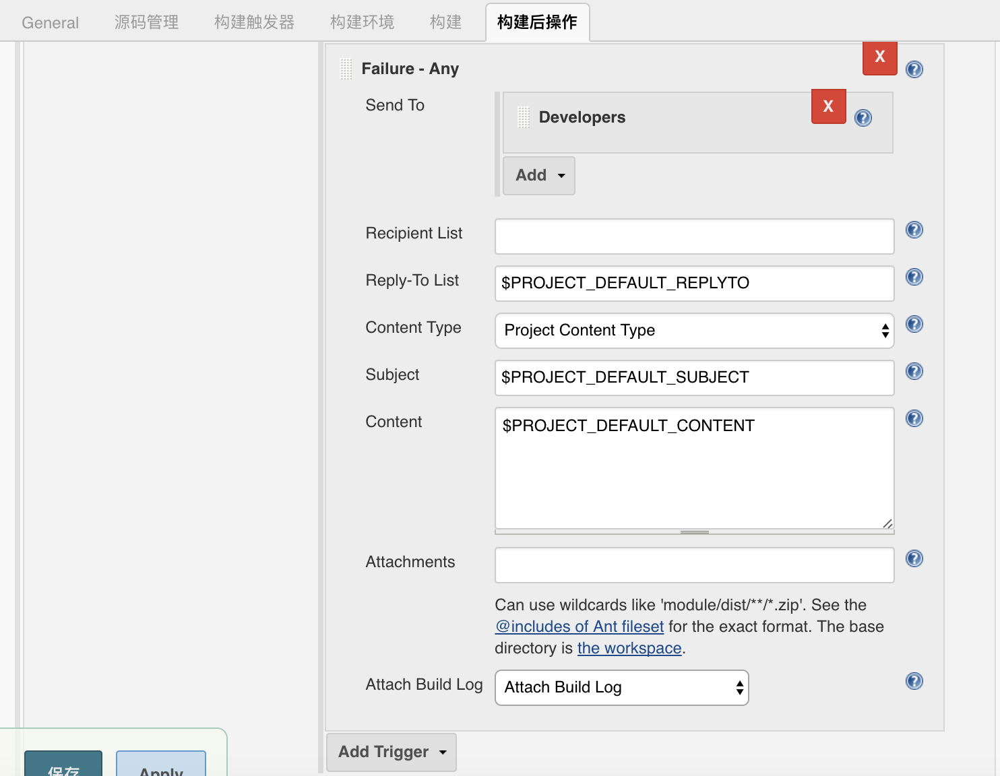 General 源码管理 构建触发器 构建环境 构建 构建后操作
Failure - Any X
Send To
Developers X
Add
Recipient List
Reply-To List $PROJECT_DEFAULT_REPLYTO
Content Type Project Content Type
Subject $PROJECT_DEFAULT_SUBJECT
Content $PROJECT_DEFAULT_CONTENT
Attachments
Can use wildcards like 'module/dist/**/*.zip'. See the
@includes of Ant fileset for the exact format. The base
directory is the workspace.
Attach Build Log Attach Build Log
Add Trigger
保存 Apply